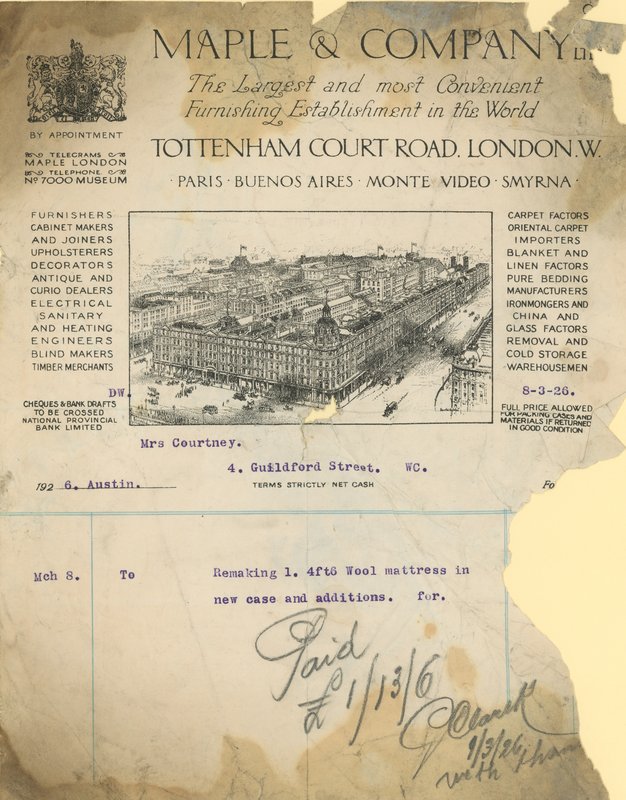 MAPLE & COMPANY
The Largest and most Convenient
Furnishing Establishment in the World
TOTTENHAM COURT ROAD. LONDON. W.
· PARIS · BUENOS AIRES · MONTE VIDEO · SMYRNA ·
BY APPOINTMENT
TELEGRAMS
MAPLE LONDON
TELEPHONE
Nº 7000 MUSEUM
FURNISHERS
CABINET MAKERS
AND JOINERS
UPHOLSTERERS
DECORATORS
ANTIQUE AND
CURIO DEALERS
ELECTRICAL
SANITARY
AND HEATING
ENGINEERS
BLIND MAKERS
TIMBER MERCHANTS
CARPET FACTORS
ORIENTAL CARPET
IMPORTERS
BLANKET AND
LINEN FACTORS
PURE BEDDING
MANUFACTURERS
IRONMONGERS AND
CHINA AND
GLASS FACTORS
REMOVAL AND
COLD STORAGE
WAREHOUSEMEN
DW.
8-3-26.
CHEQUES & BANK DRAFTS
TO BE CROSSED
NATIONAL PROVINCIAL
BANK LIMITED
FULL PRICE ALLOWED
FOR PACKING CASES AND
MATERIALS IF RETURNED
IN GOOD CONDITION
Mrs Courtney.
4. Guildford Street. WC.
192 6. Austin.
TERMS STRICTLY NET CASH
Fo
Mch 8. To Remaking 1. 4ft6 Wool mattress in
new case and additions. for.
Paid
£ 1/13/6
G Clark
9/3/26
with than